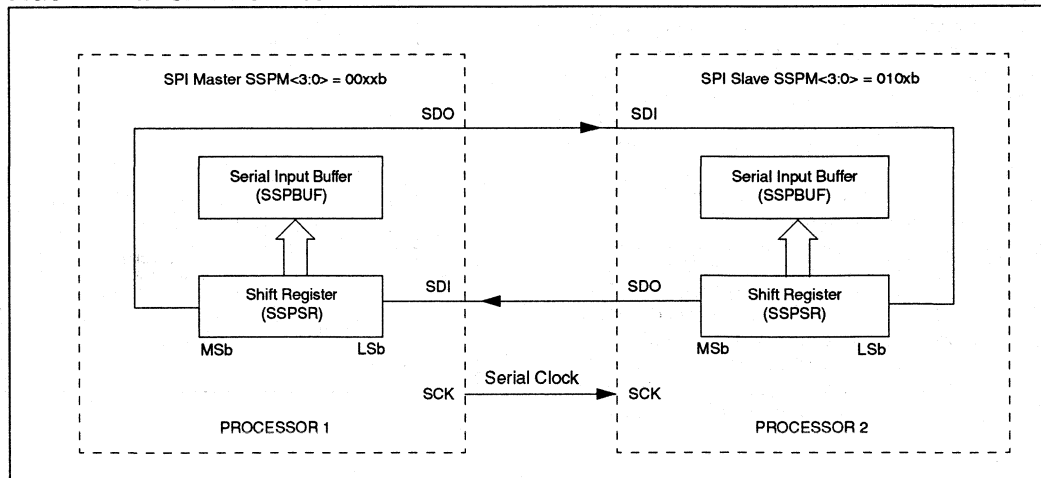 SPI Master SSPM<3:0> = 00xxb
SPI Slave SSPM<3:0> = 010xb
SDO
SDI
Serial Input Buffer
(SSPBUF)
Serial Input Buffer
(SSPBUF)
SDI
SDO
Shift Register
(SSPSR)
Shift Register
(SSPSR)
MSb
LSb
MSb
LSb
Serial Clock
SCK
SCK
PROCESSOR 1
PROCESSOR 2